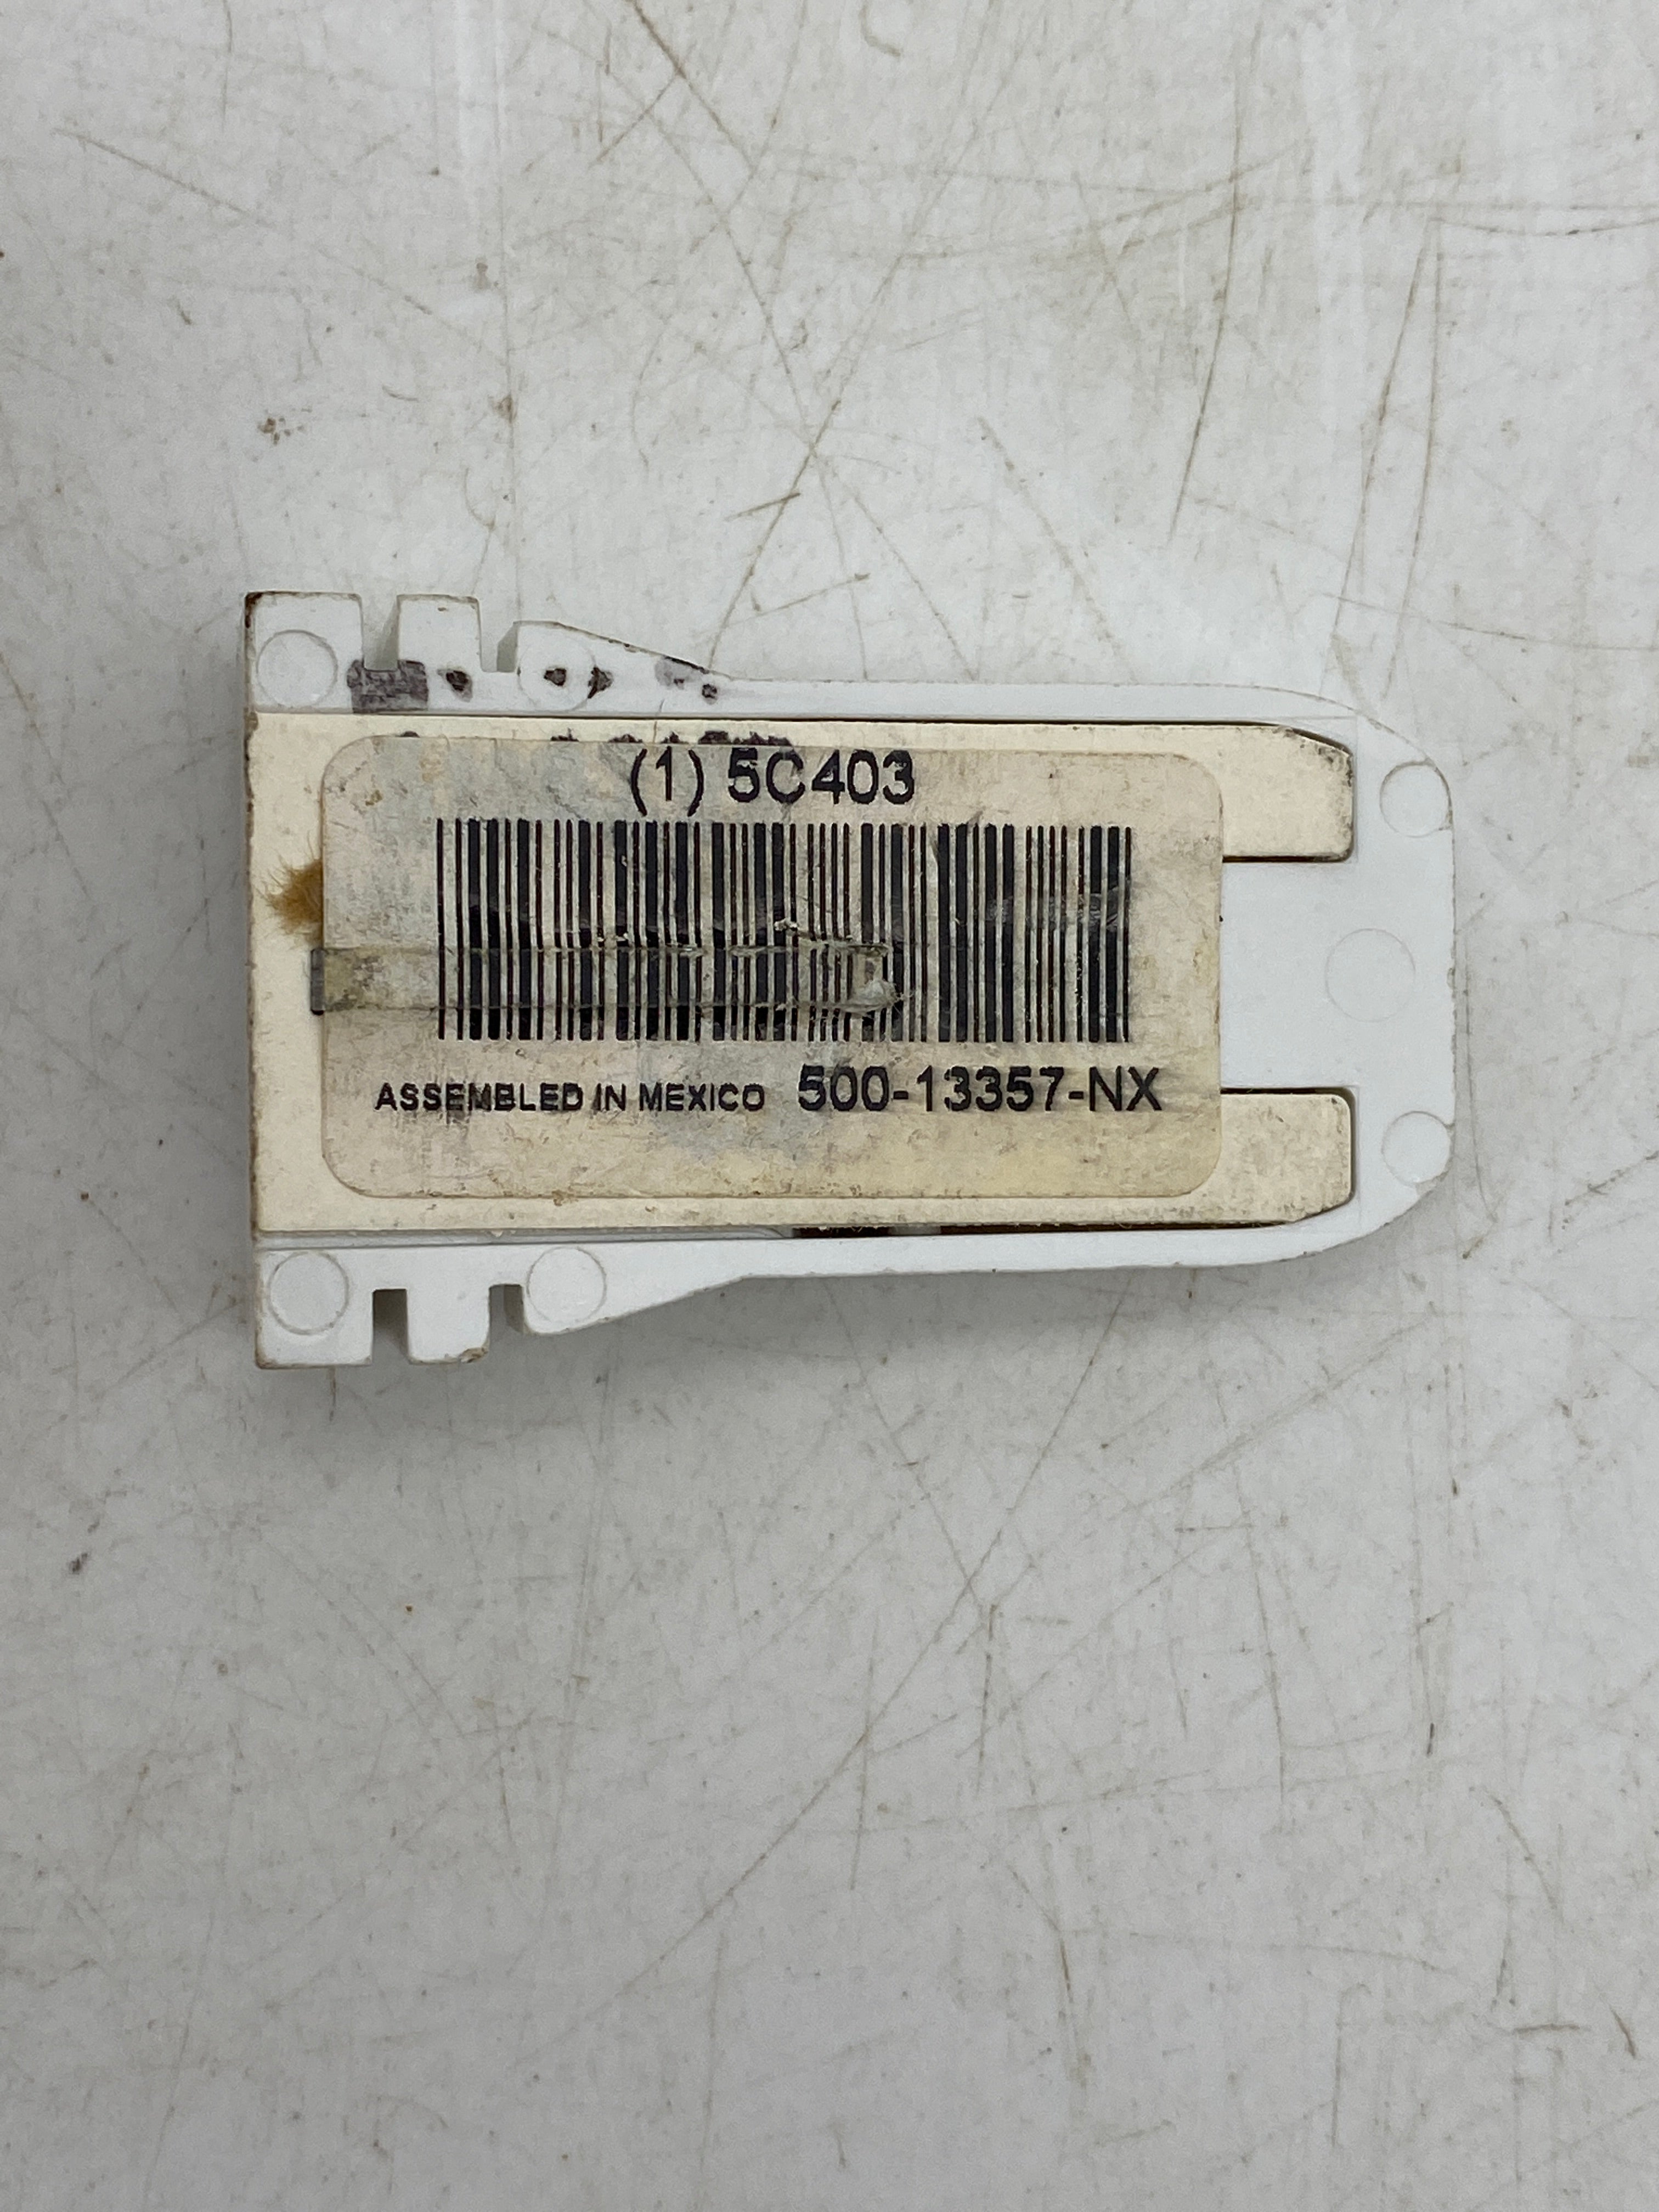 (1) 5C403
ASSEMBLED IN MEXICO 500-13357-NX